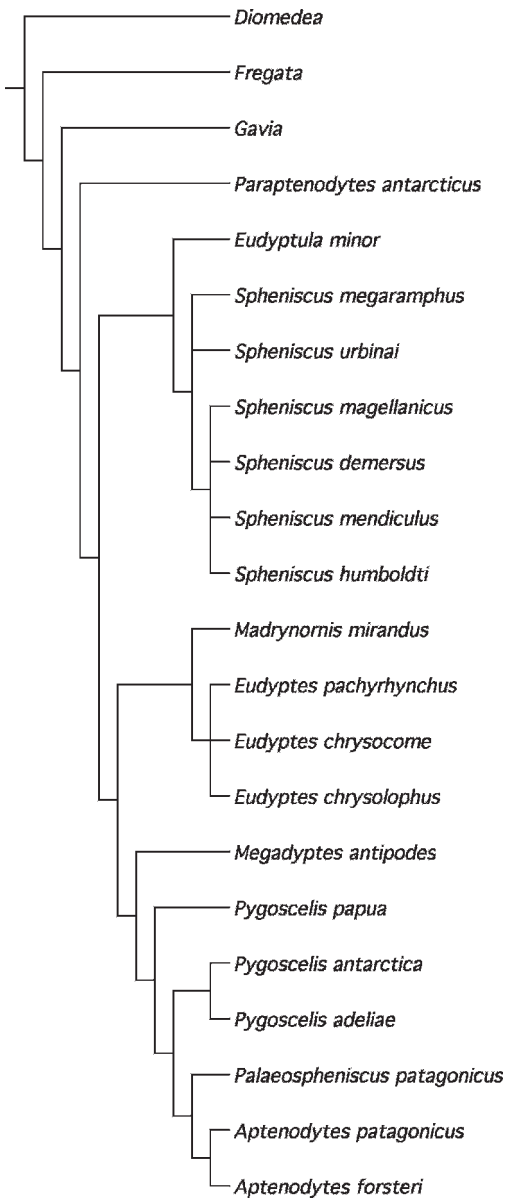 Diomedea
Fregata
Gavia
Paraptenodytes antarcticus
Eudyptula minor
Spheniscus megaramphus
Spheniscus urbinai
Spheniscus magellanicus
Spheniscus demersus
Spheniscus mendiculus
Spheniscus humboldti
Madrynornis mirandus
Eudyptes pachyrhynchus
Eudyptes chrysocome
Eudyptes chrysolophus
Megadyptes antipodes
Pygoscelis papua
Pygoscelis antarctica
Pygoscelis adeliae
Palaeospheniscus patagonicus
Aptenodytes patagonicus
Aptenodytes forsteri